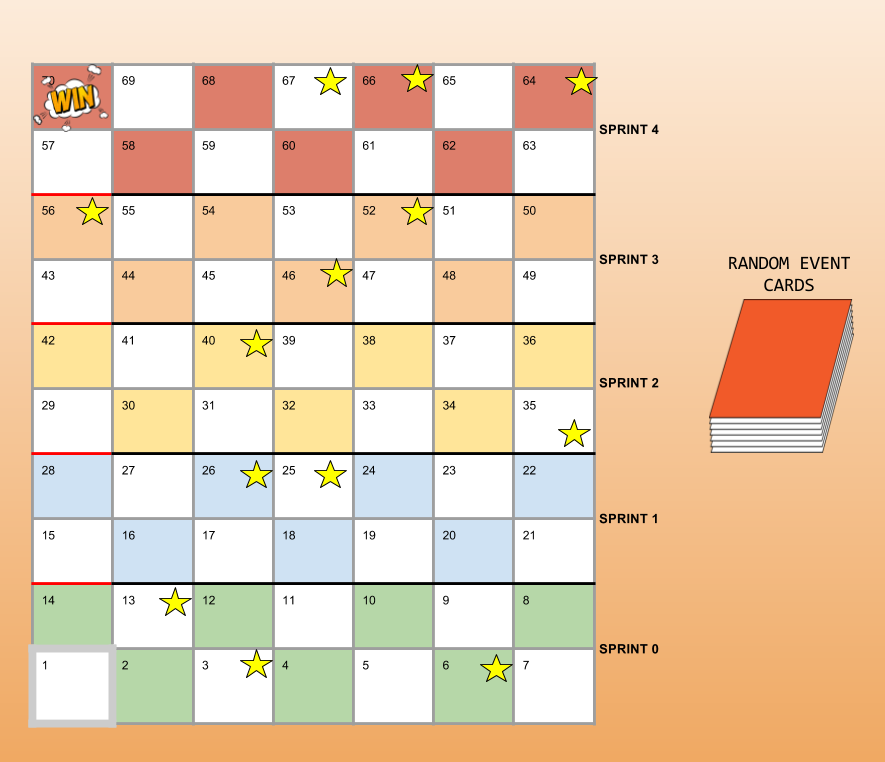 WIN 69 68 67 66 65 64
SPRINT 4
57 58 59 60 61 62 63
56 55 54 53 52 51 50
SPRINT 3
43 44 45 46 47 48 49
RANDOM EVENT
CARDS
42 41 40 39 38 37 36
SPRINT 2
29 30 31 32 33 34 35
28 27 26 25 24 23 22
SPRINT 1
15 16 17 18 19 20 21
14 13 12 11 10 9 8
SPRINT 0
1 2 3 4 5 6 7